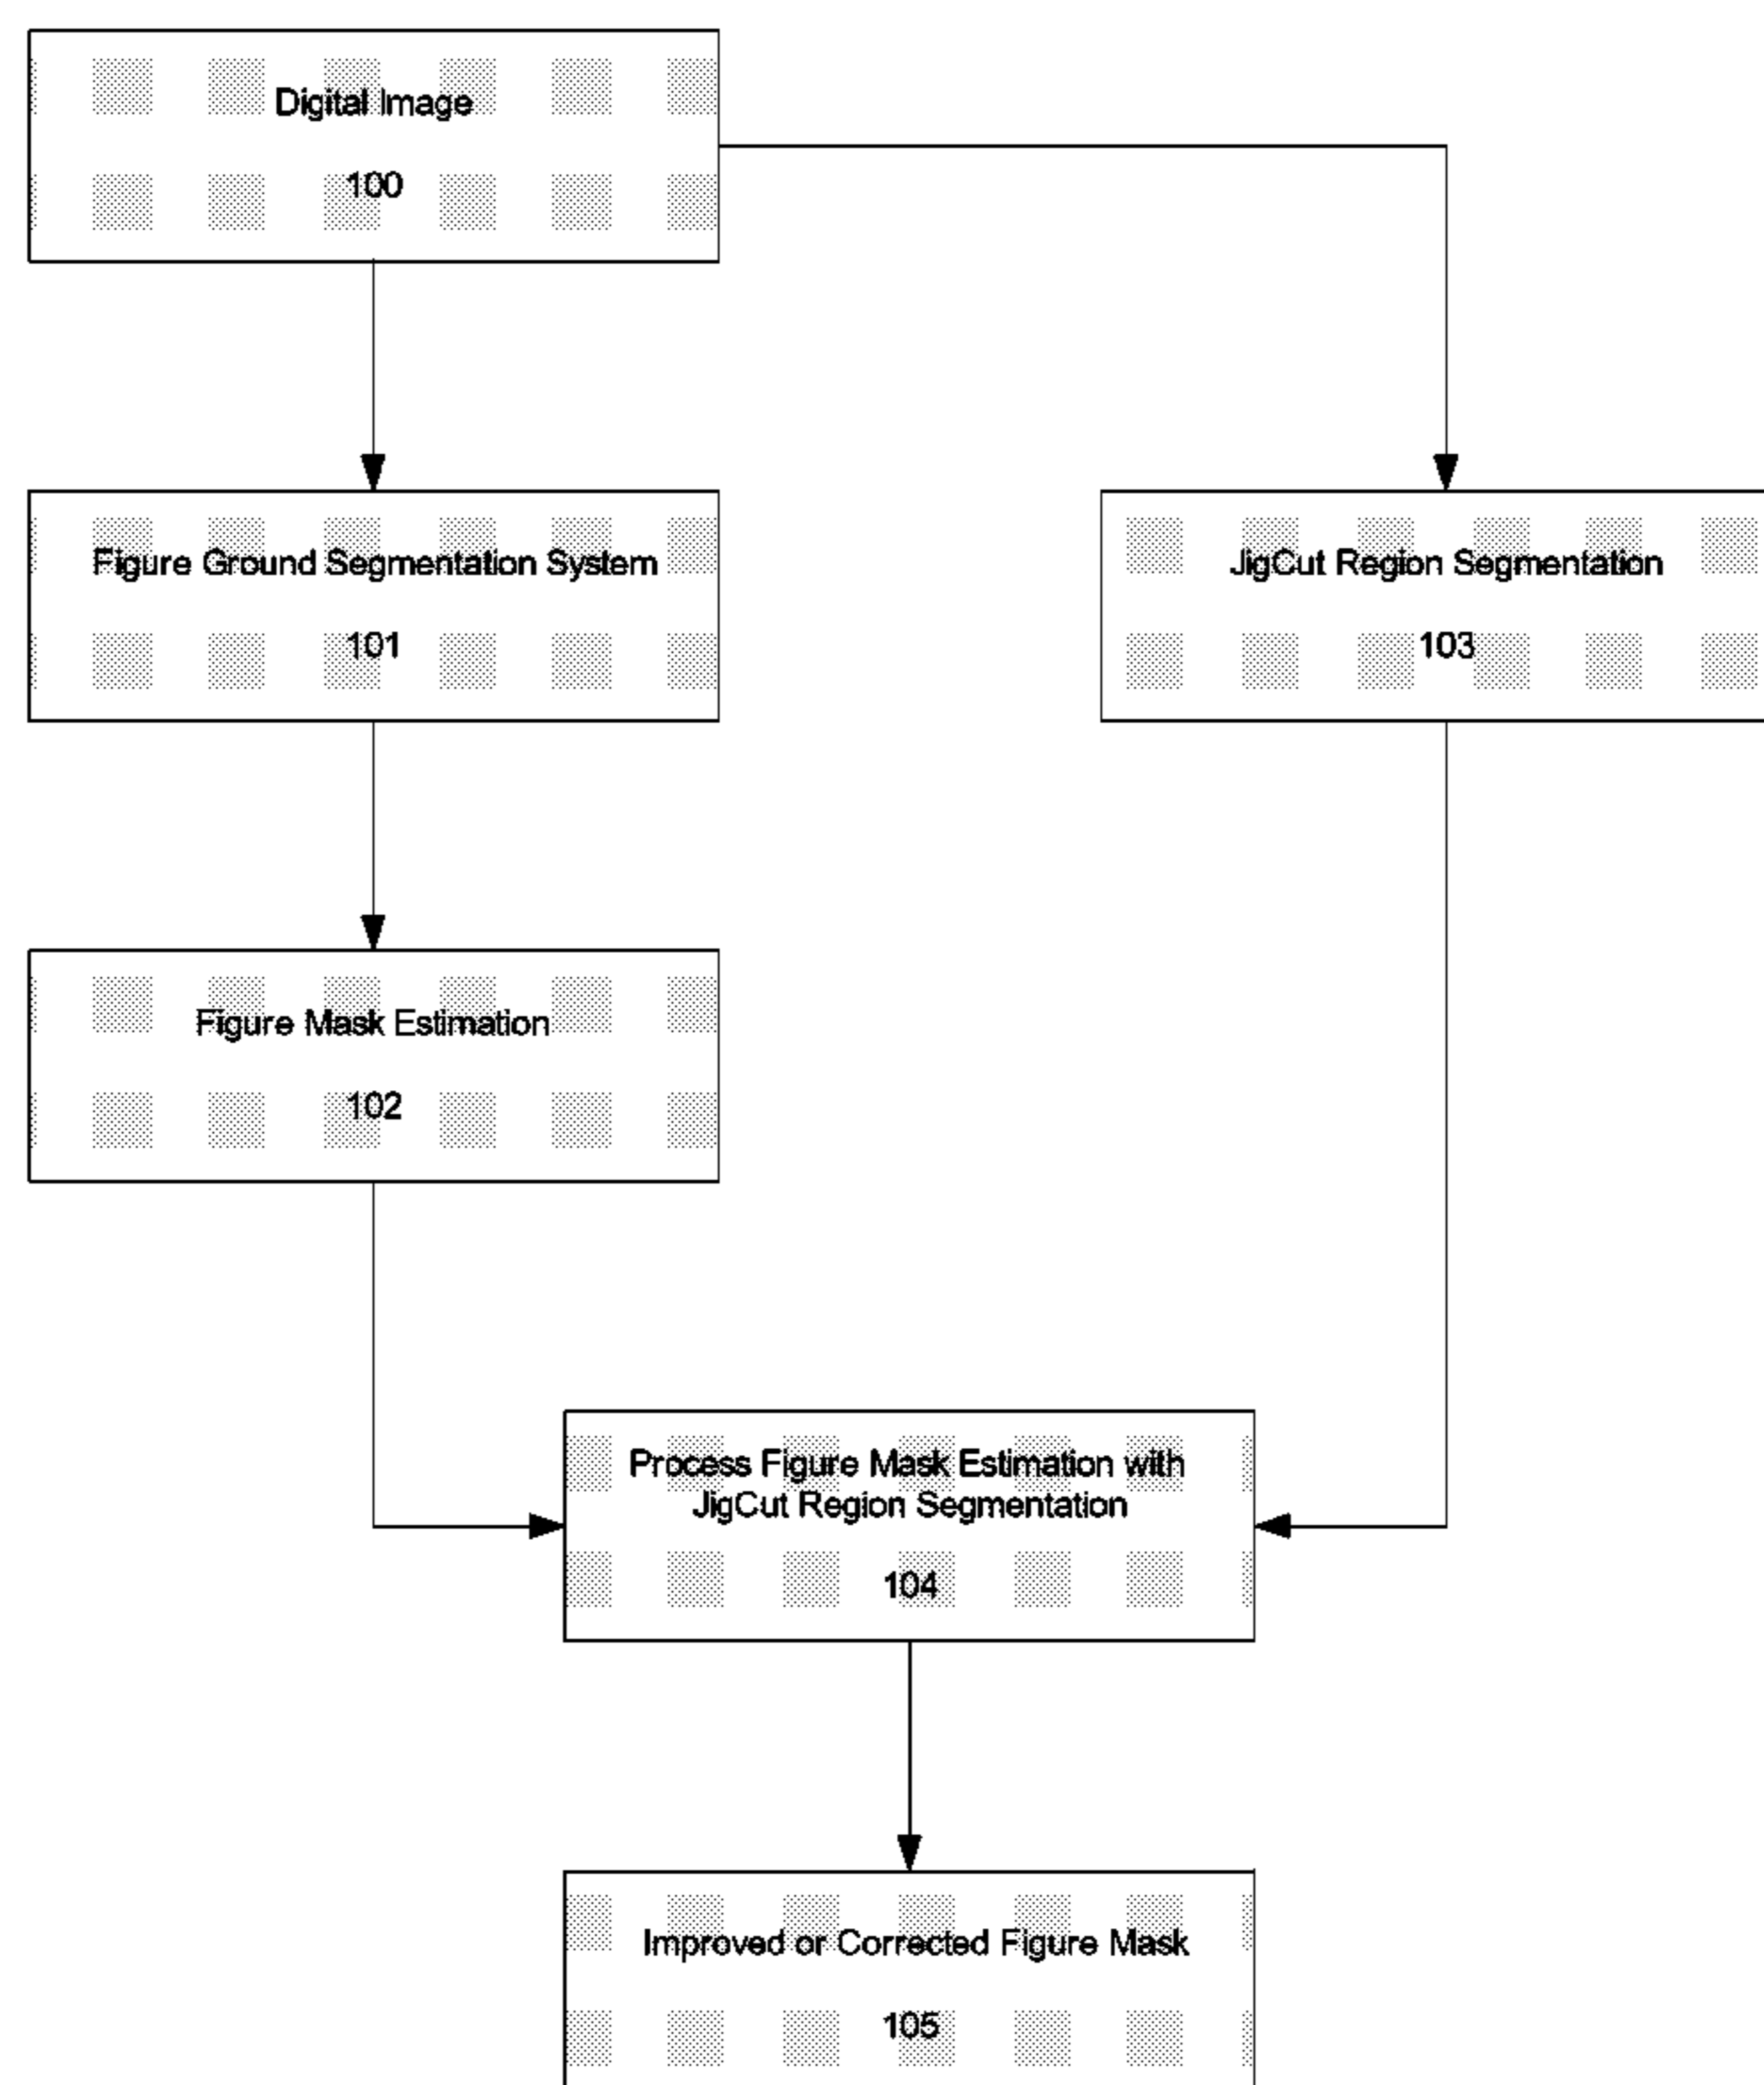 Digital Image
100
Figure Ground Segmentation System
101
JigCut Region Segmentation
103
Figure Mask Estimation
102
Process Figure Mask Estimation with
JigCut Region Segmentation
104
Improved or Corrected Figure Mask
105